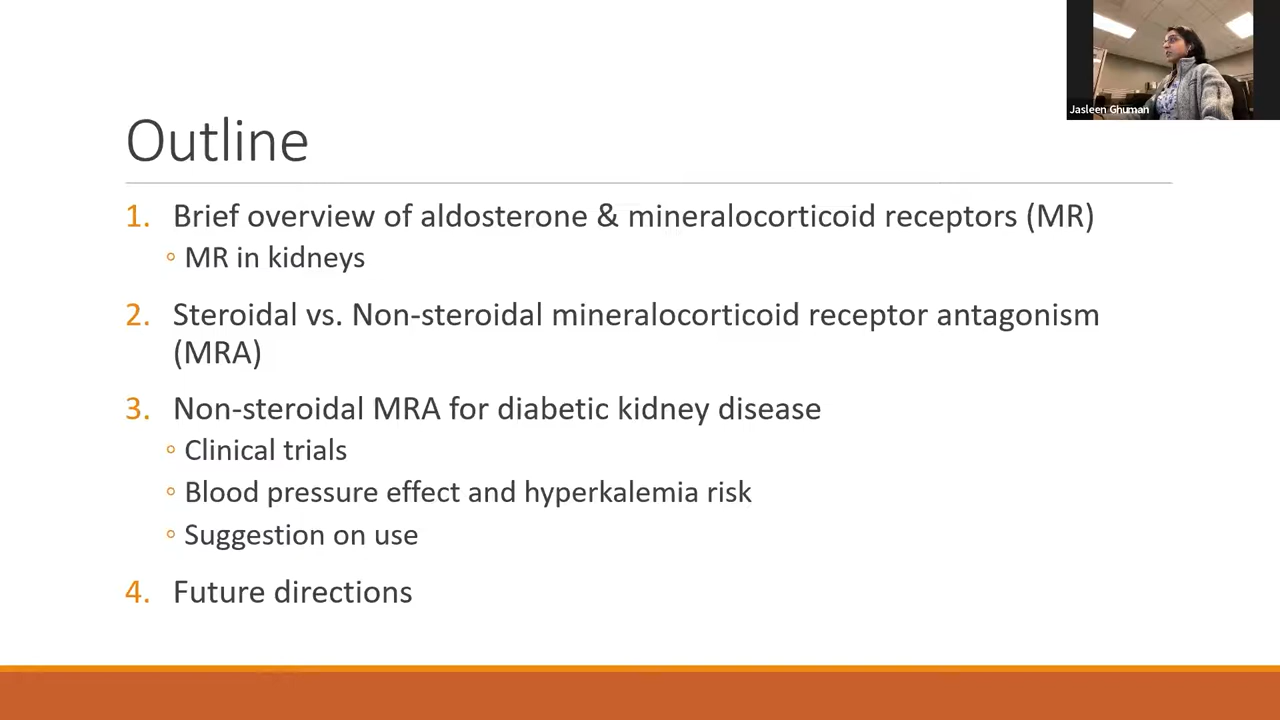 Jasleen Ghuman
Outline
1. Brief overview of aldosterone & mineralocorticoid receptors (MR)
◦ MR in kidneys
2. Steroidal vs. Non-steroidal mineralocorticoid receptor antagonism
(MRA)
3. Non-steroidal MRA for diabetic kidney disease
◦ Clinical trials
◦ Blood pressure effect and hyperkalemia risk
◦ Suggestion on use
4. Future directions